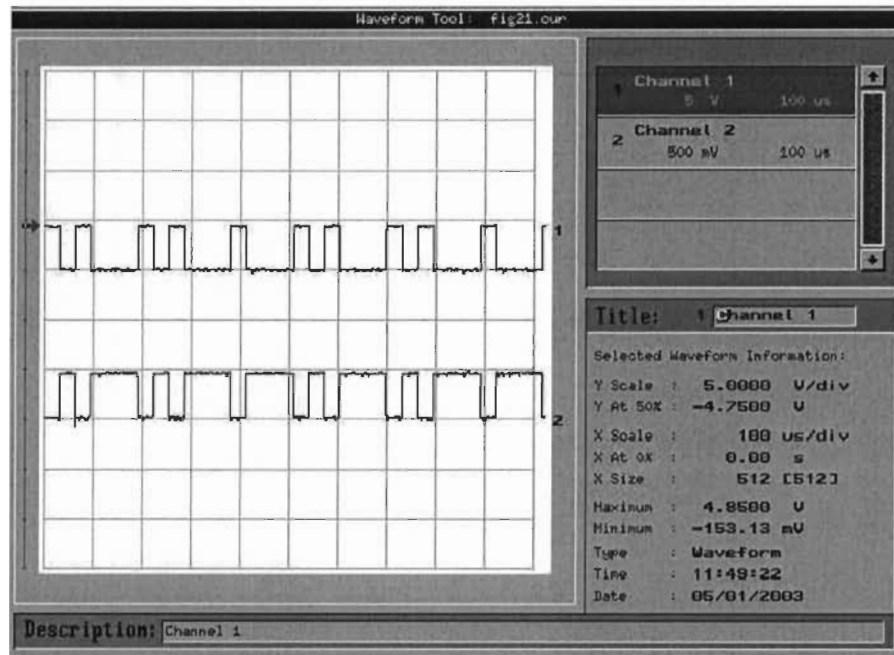 Waveform Tool: fig21.our
1 Channel 1
5 V 100 us
2 Channel 2
500 mV 100 us
1
2
Title: 1 Channel 1
Selected Waveform Information:
Y Scale : 5.0000 V/div
Y At 50% : -4.7500 V
X Scale : 100 us/div
X At 0% : 0.00 s
X Size : 512 [512]
Maximum : 4.8500 V
Minimum : -153.13 mV
Type : Waveform
Time : 11:49:22
Date : 05/01/2003
Description: Channel 1